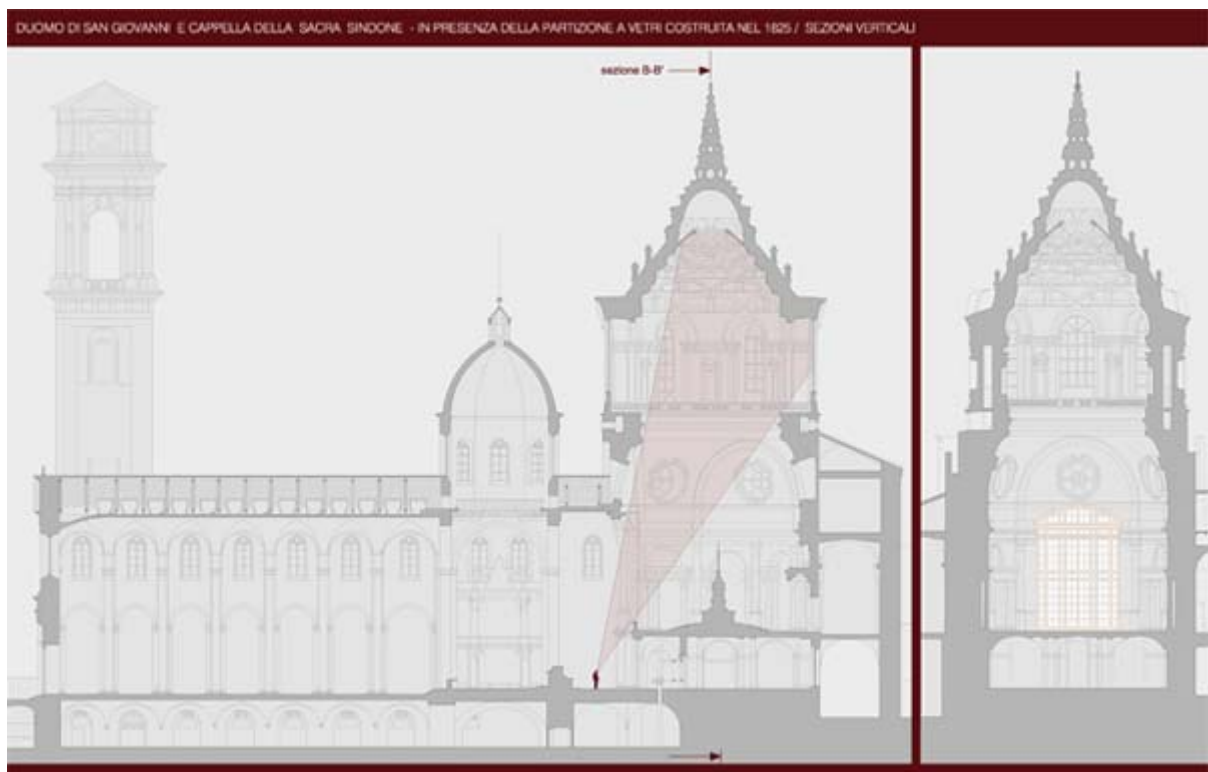 DUOMO DI SAN GIOVANNI E CAPPELLA DELLA SACRA SINDONE - IN PRESENZA DELLA PARTIZIONE A VETRI COSTRUITA NEL 1825 / SEZIONI VERTICALI
sezione B-B'